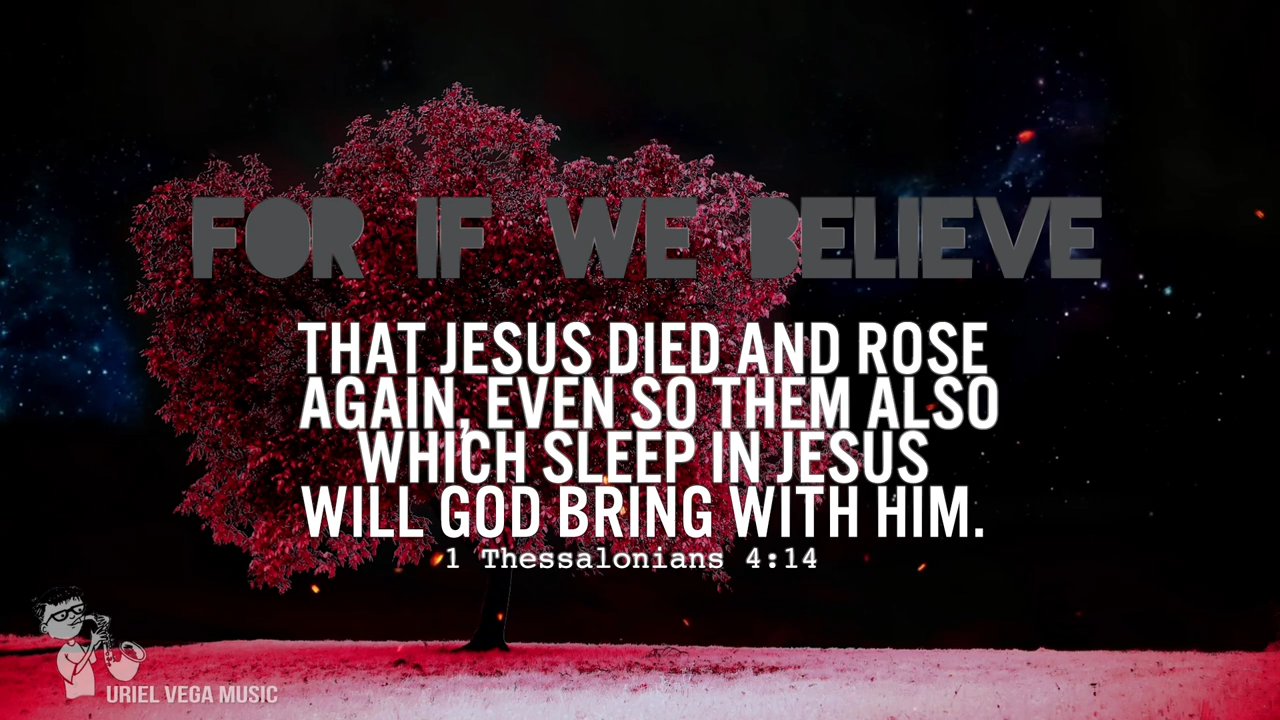 FOR IF WE BELIEVE
THAT JESUS DIED AND ROSE
AGAIN, EVEN SO THEM ALSO
WHICH SLEEP IN JESUS
WILL GOD BRING WITH HIM.
1 Thessalonians 4:14
URIEL VEGA MUSIC